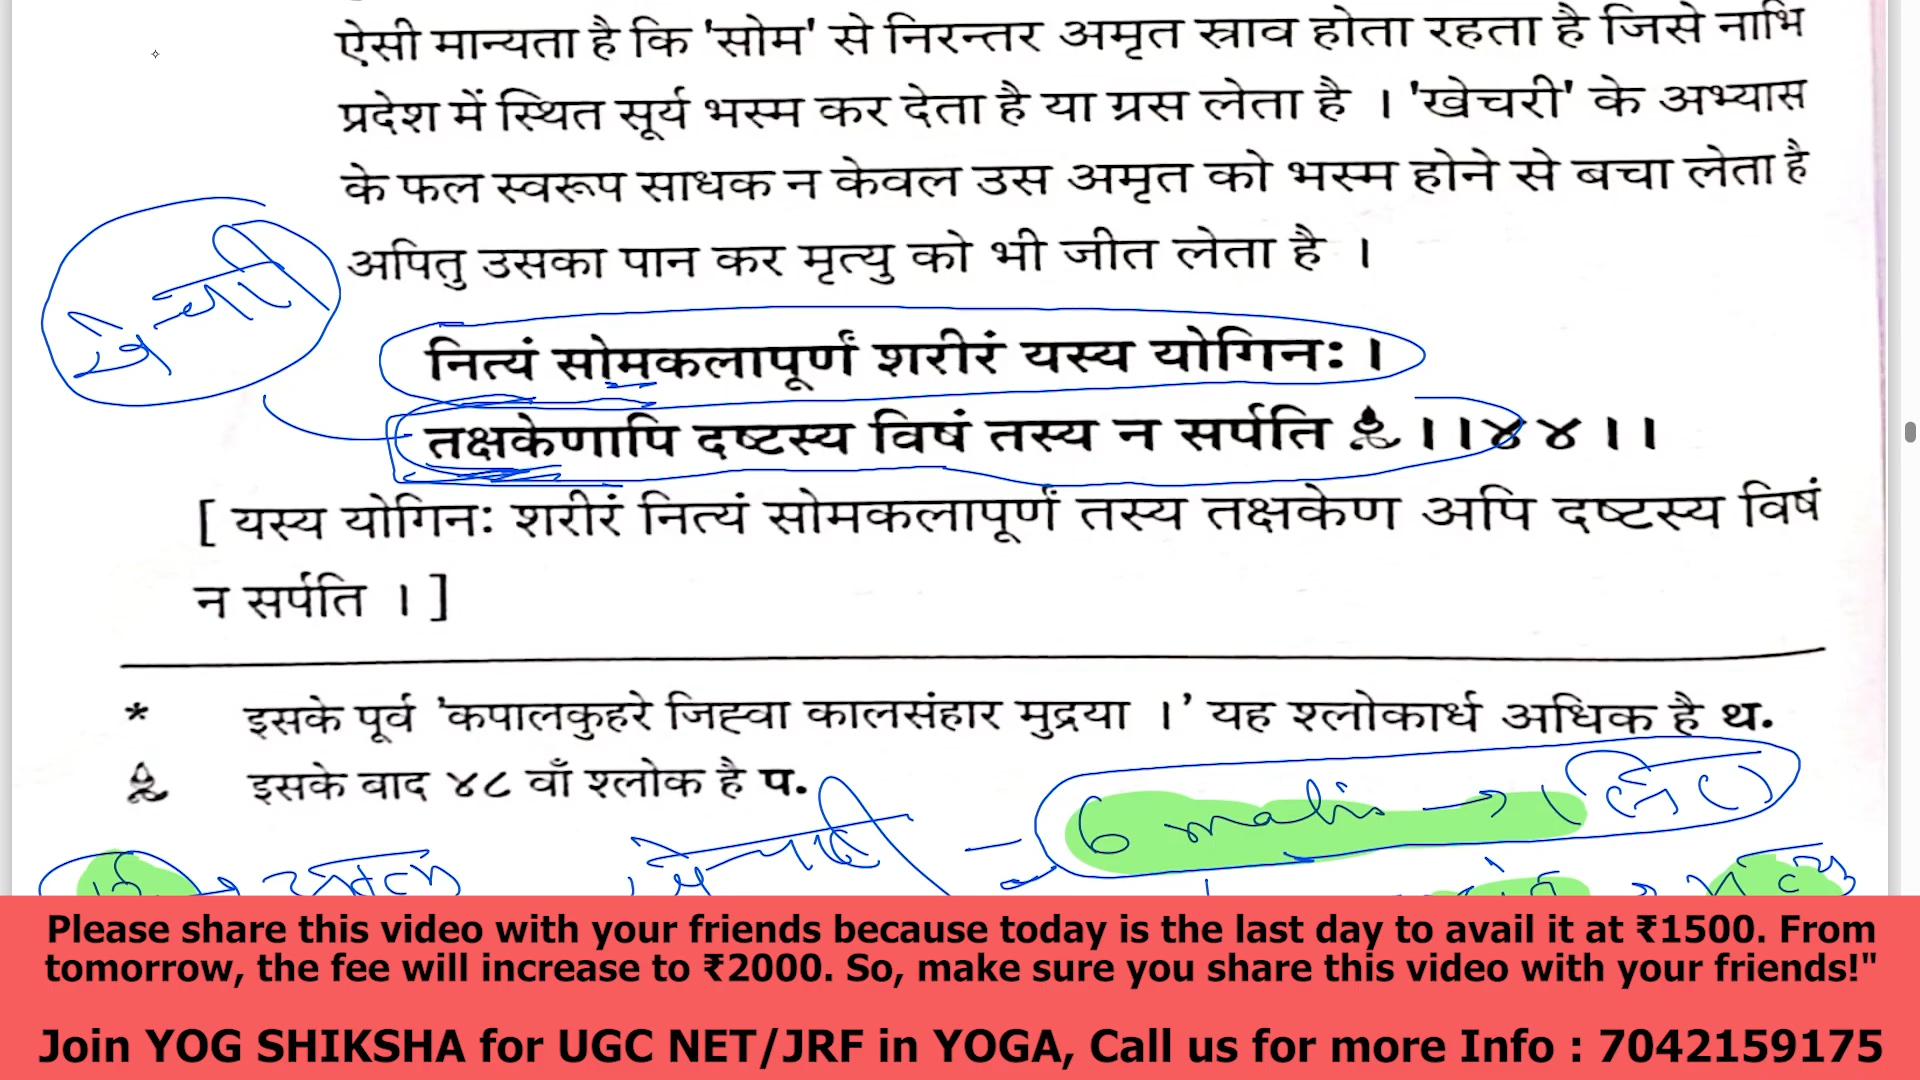 ऐसी मान्यता है कि 'सोम' से निरन्तर अमृत स्राव होता रहता है जिसे नाभि
प्रदेश में स्थित सूर्य भस्म कर देता है या ग्रस लेता है । 'खेचरी' के अभ्यास
के फल स्वरूप साधक न केवल उस अमृत को भस्म होने से बचा लेता है
अपितु उसका पान कर मृत्यु को भी जीत लेता है ।
नित्यं सोमकलापूर्णं शरीरं यस्य योगिनः ।
तक्षकेणापि दष्टस्य विषं तस्य न सर्पति ।।४४।।
[ यस्य योगिनः शरीरं नित्यं सोमकलापूर्णं तस्य तक्षकेण अपि दष्टस्य विषं
न सर्पति । ]
* इसके पूर्व 'कपालकुहरे जिह्वा कालसंहार मुद्रया ।' यह श्लोकार्ध अधिक है थ.
इसके वाद ४८ वाँ श्लोक है प.
6
Please share this video with your friends because today is the last day to avail it at ₹1500. From
tomorrow, the fee will increase to ₹2000. So, make sure you share this video with your friends!"
Join YOG SHIKSHA for UGC NET/JRF in YOGA, Call us for more Info : 7042159175